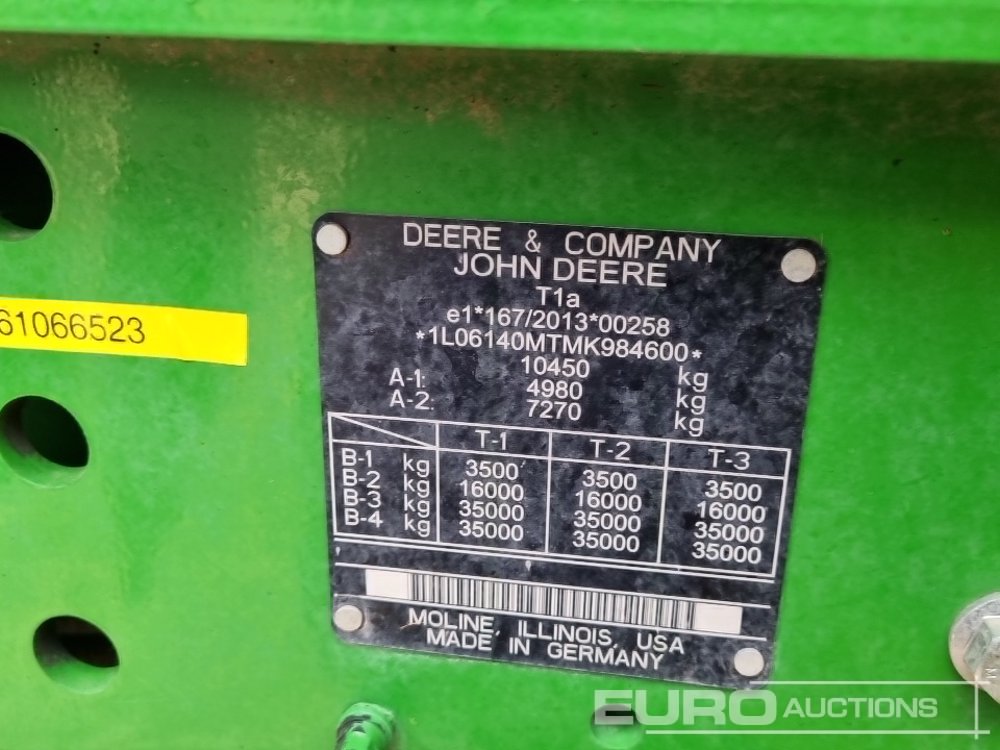 61066523
DEERE & COMPANY
JOHN DEERE
T1a
e1*167/2013*00258
*1L06140MTMK984600*
10450 kg
A-1: 4980 kg
A-2: 7270 kg
T-1 T-2 T-3
B-1 kg 3500 3500 3500
B-2 kg 16000 16000 16000
B-3 kg 35000 35000 35000
B-4 kg 35000 35000 35000
MOLINE, ILLINOIS, USA
MADE IN GERMANY
EURO AUCTIONS